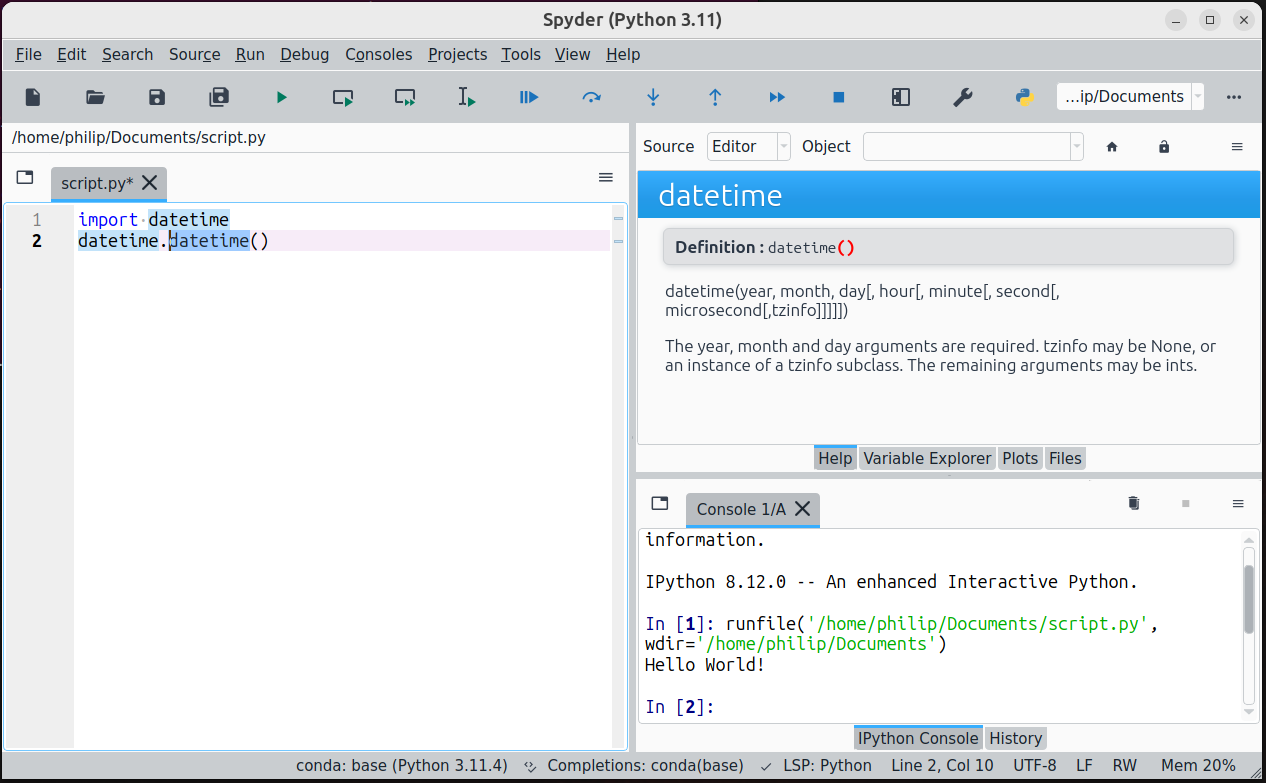 Spyder (Python 3.11)
File Edit Search Source Run Debug Consoles Projects Tools View Help
...ip/Documents
/home/philip/Documents/script.py
script.py*
1 import datetime
2 datetime.datetime()
Source Editor Object
datetime
Definition : datetime()
datetime(year, month, day[, hour[, minute[, second[,
microsecond[,tzinfo]]]]])
The year, month and day arguments are required. tzinfo may be None, or
an instance of a tzinfo subclass. The remaining arguments may be ints.
Help Variable Explorer Plots Files
Console 1/A
information.
IPython 8.12.0 -- An enhanced Interactive Python.
In [1]: runfile('/home/philip/Documents/script.py',
wdir='/home/philip/Documents')
Hello World!
In [2]:
IPython Console History
conda: base (Python 3.11.4) Completions: conda(base) LSP: Python Line 2, Col 10 UTF-8 LF RW Mem 20%